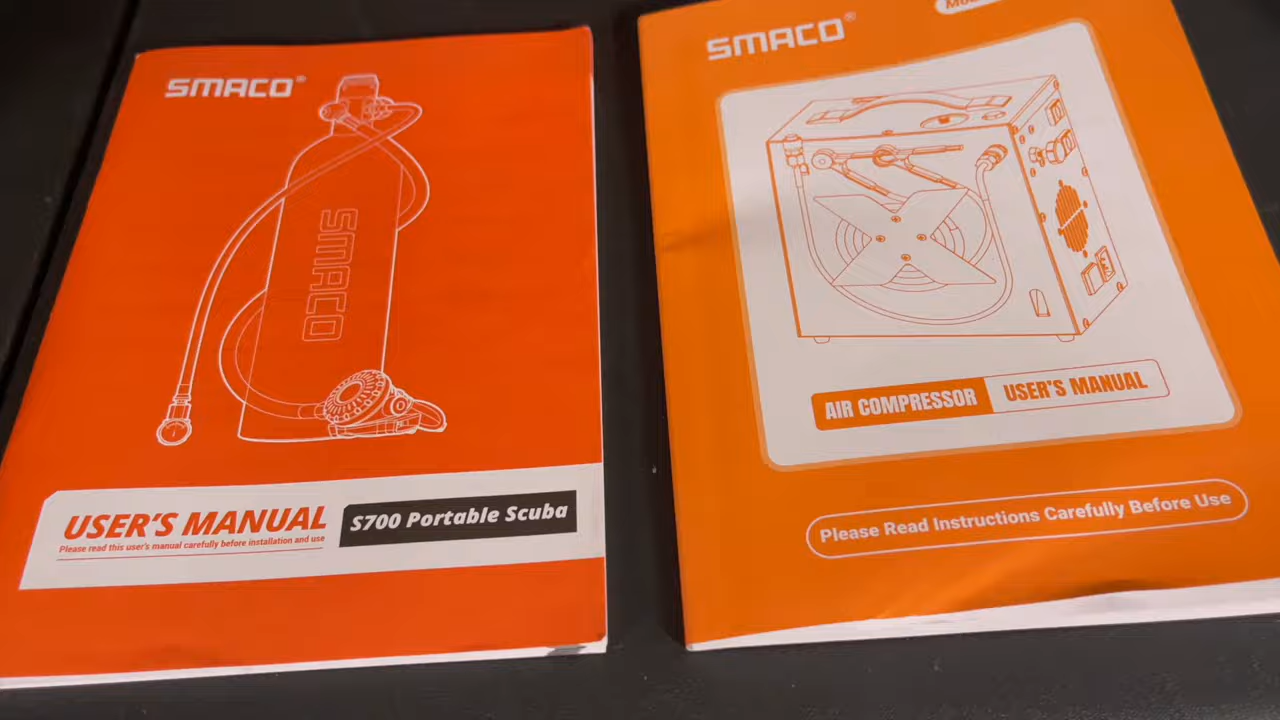 SMACO®
SMACO
USER'S MANUAL
Please read this user's manual carefully before installation and use
S700 Portable Scuba
SMACO®
AIR COMPRESSOR
USER'S MANUAL
Please Read Instructions Carefully Before Use